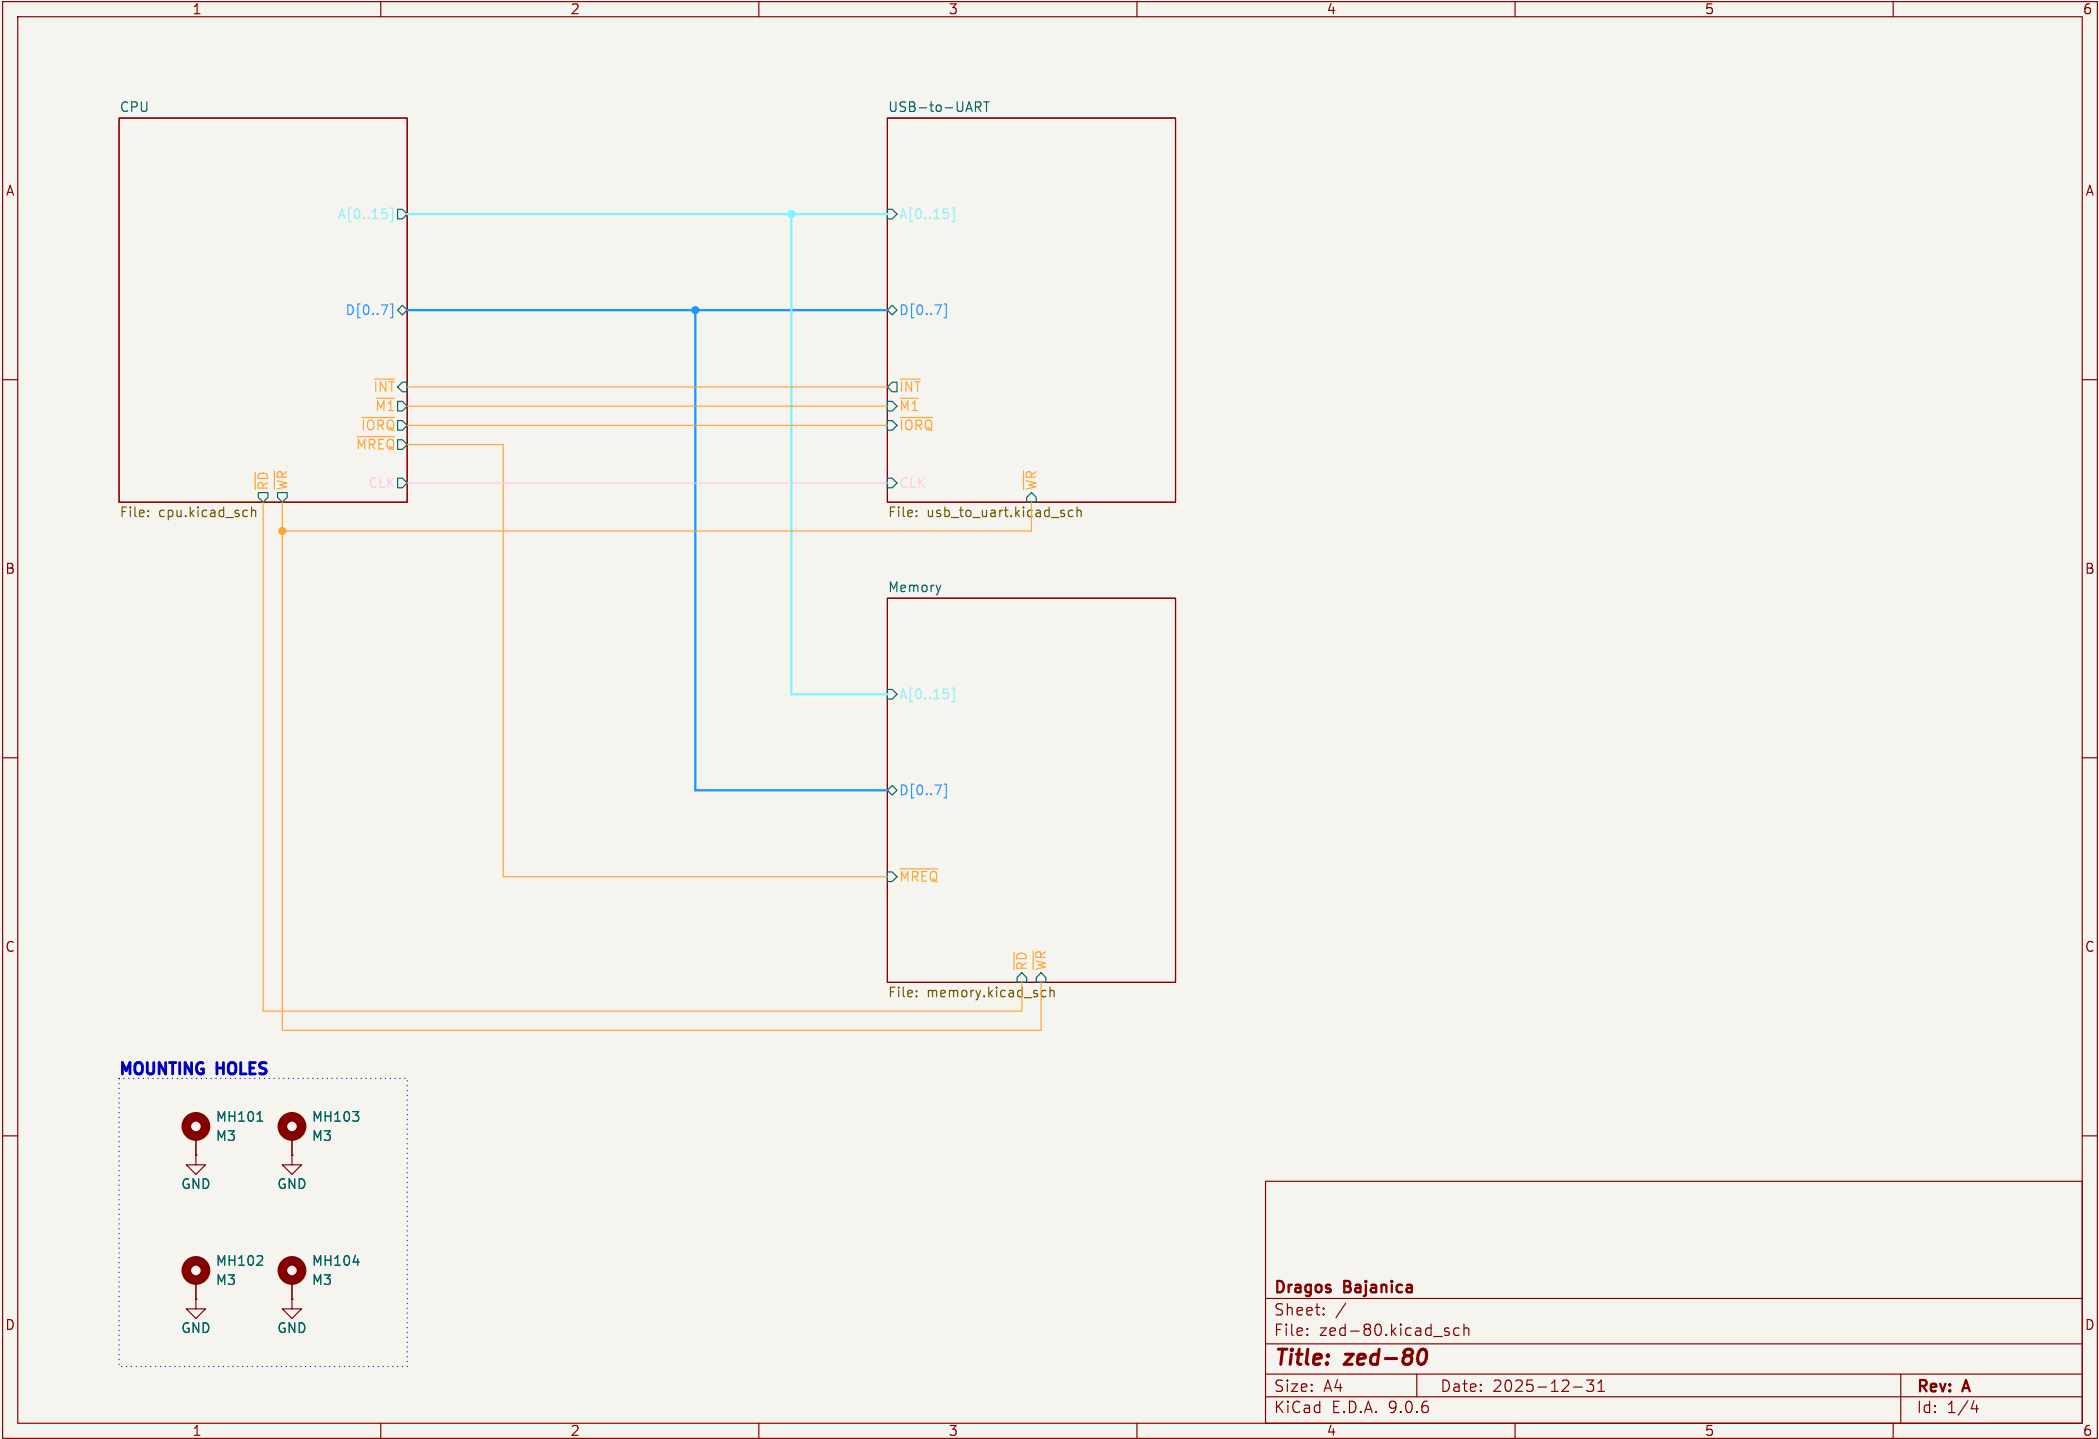 1 2 3 4 5 6
A A
B B
C C
D D
CPU
A[0..15]
D[0..7]
INT
M1
IORQ
MREQ
CLK
RD WR
File: cpu.kicad_sch
USB-to-UART
A[0..15]
D[0..7]
INT
M1
IORQ
CLK
WR
File: usb_to_uart.kicad_sch
Memory
A[0..15]
D[0..7]
MREQ
RD WR
File: memory.kicad_sch
MOUNTING HOLES
MH101
M3
GND
MH103
M3
GND
MH102
M3
GND
MH104
M3
GND
Dragos Bajanica
Sheet: /
File: zed-80.kicad_sch
Title: zed-80
Size: A4 Date: 2025-12-31 Rev: A
KiCad E.D.A. 9.0.6 Id: 1/4
1 2 3 4 5 6